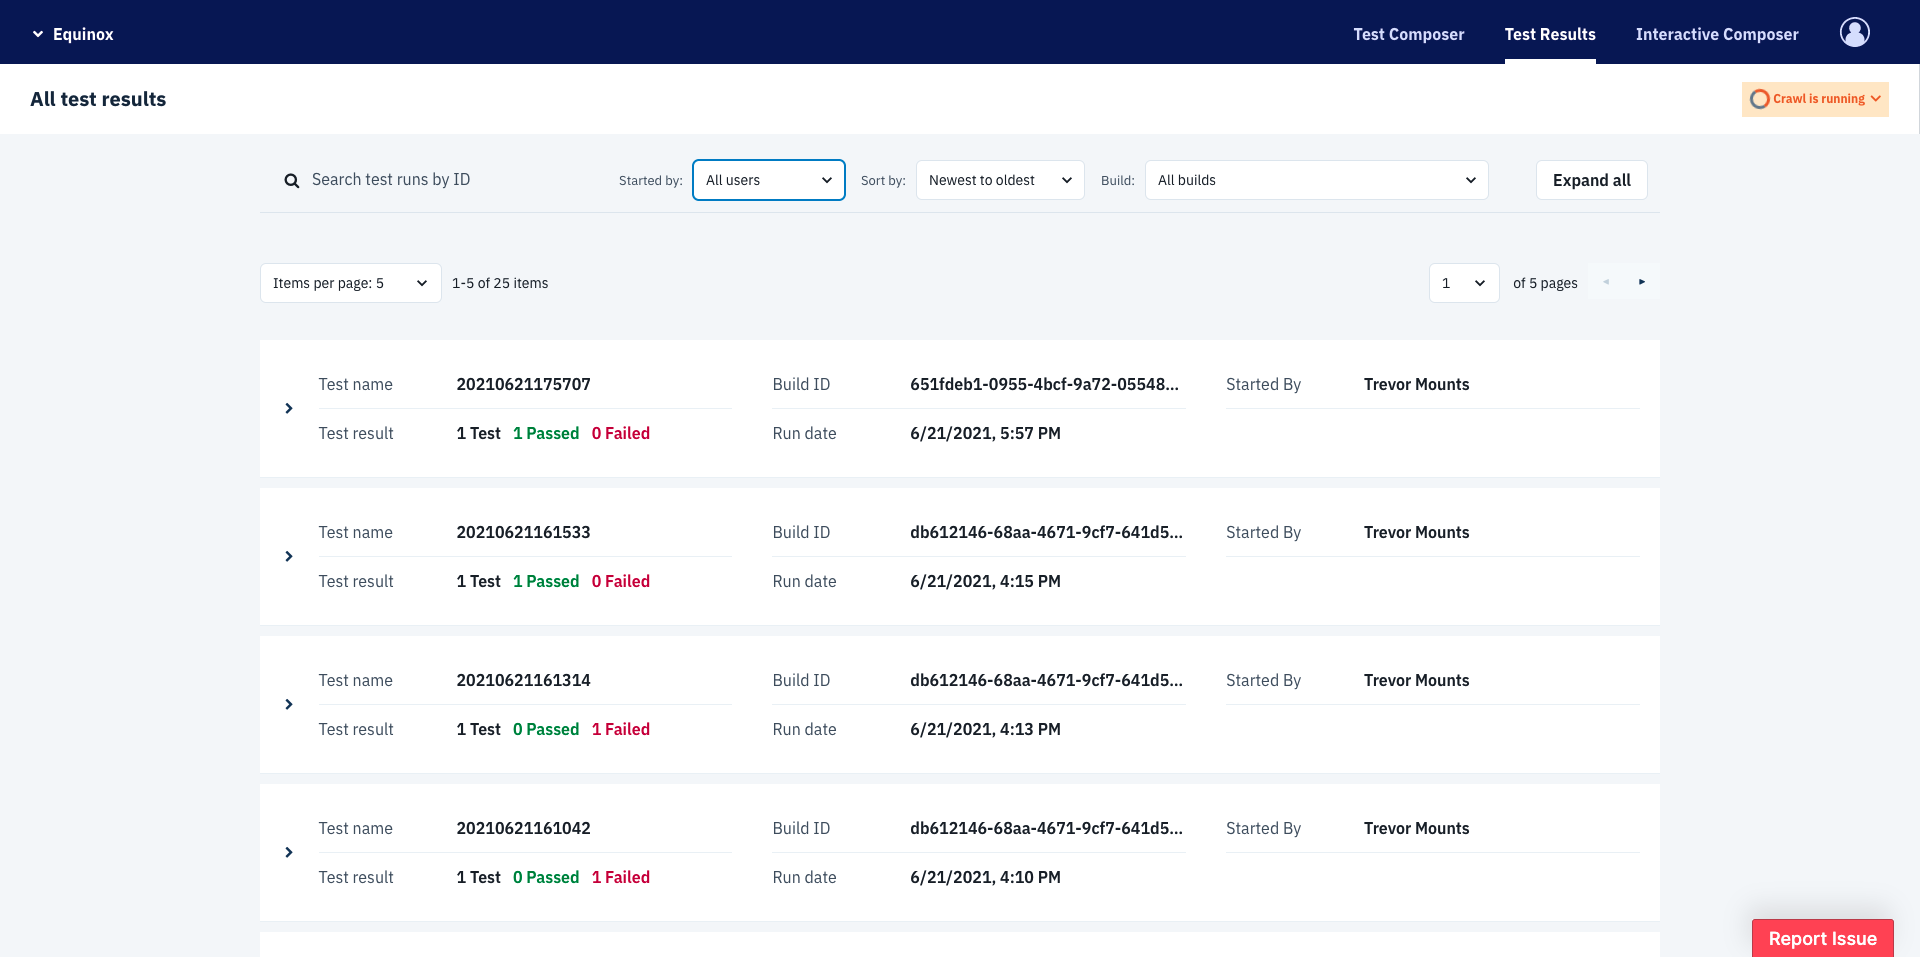 Equinox
Test Composer
Test Results
Interactive Composer
All test results
Crawl is running
Search test runs by ID
Started by: All users
Sort by: Newest to oldest
Build: All builds
Expand all
Items per page: 5
1-5 of 25 items
1
of 5 pages
Test name 20210621175707 Build ID 651fdeb1-0955-4bcf-9a72-05548... Started By Trevor Mounts
Test result 1 Test 1 Passed 0 Failed Run date 6/21/2021, 5:57 PM
Test name 20210621161533 Build ID db612146-68aa-4671-9cf7-641d5... Started By Trevor Mounts
Test result 1 Test 1 Passed 0 Failed Run date 6/21/2021, 4:15 PM
Test name 20210621161314 Build ID db612146-68aa-4671-9cf7-641d5... Started By Trevor Mounts
Test result 1 Test 0 Passed 1 Failed Run date 6/21/2021, 4:13 PM
Test name 20210621161042 Build ID db612146-68aa-4671-9cf7-641d5... Started By Trevor Mounts
Test result 1 Test 0 Passed 1 Failed Run date 6/21/2021, 4:10 PM
Report Issue